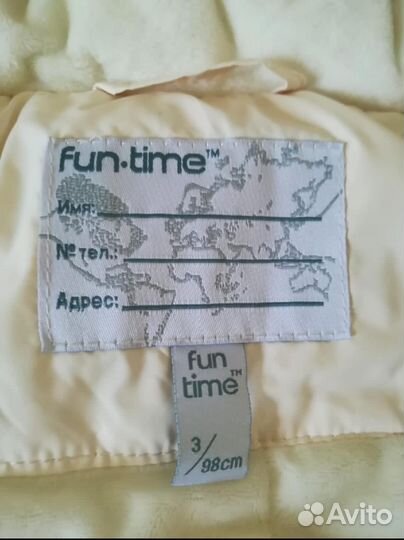 fun·time™
Имя:
№ тел.:
Адрес:
fun
time™
3/98cm
Avito